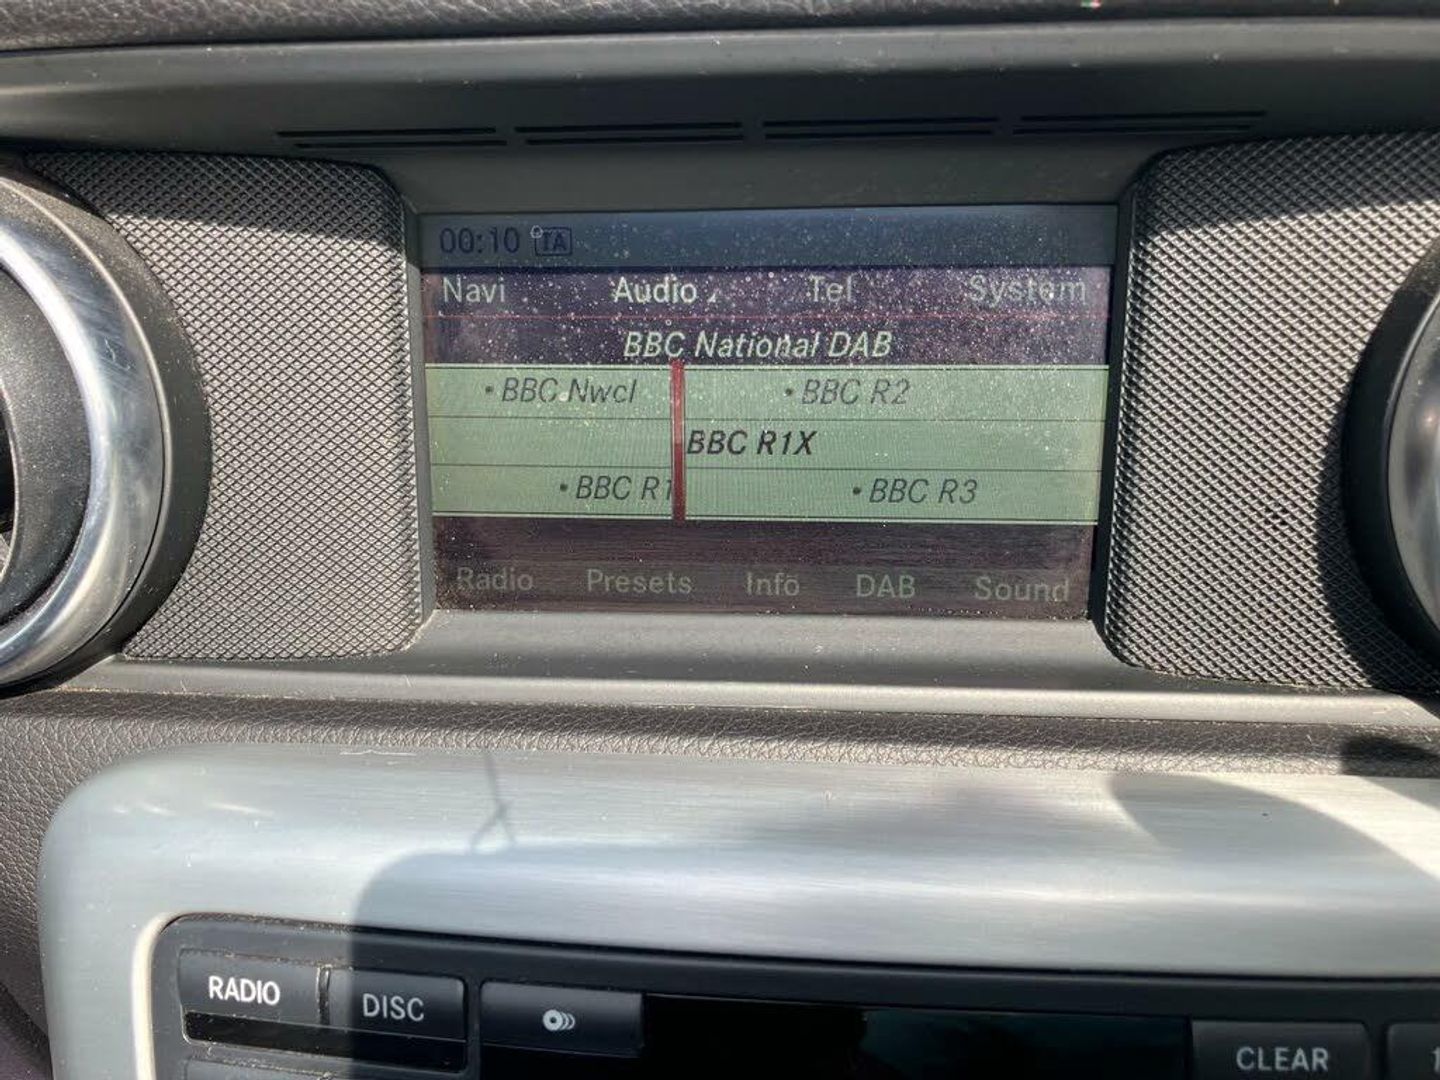 00:10 TA
Navi Audio Tel System
BBC National DAB
• BBC Nwcl • BBC R2
BBC R1X
• BBC R1 • BBC R3
Radio Presets Info DAB Sound
RADIO DISC
CLEAR 1